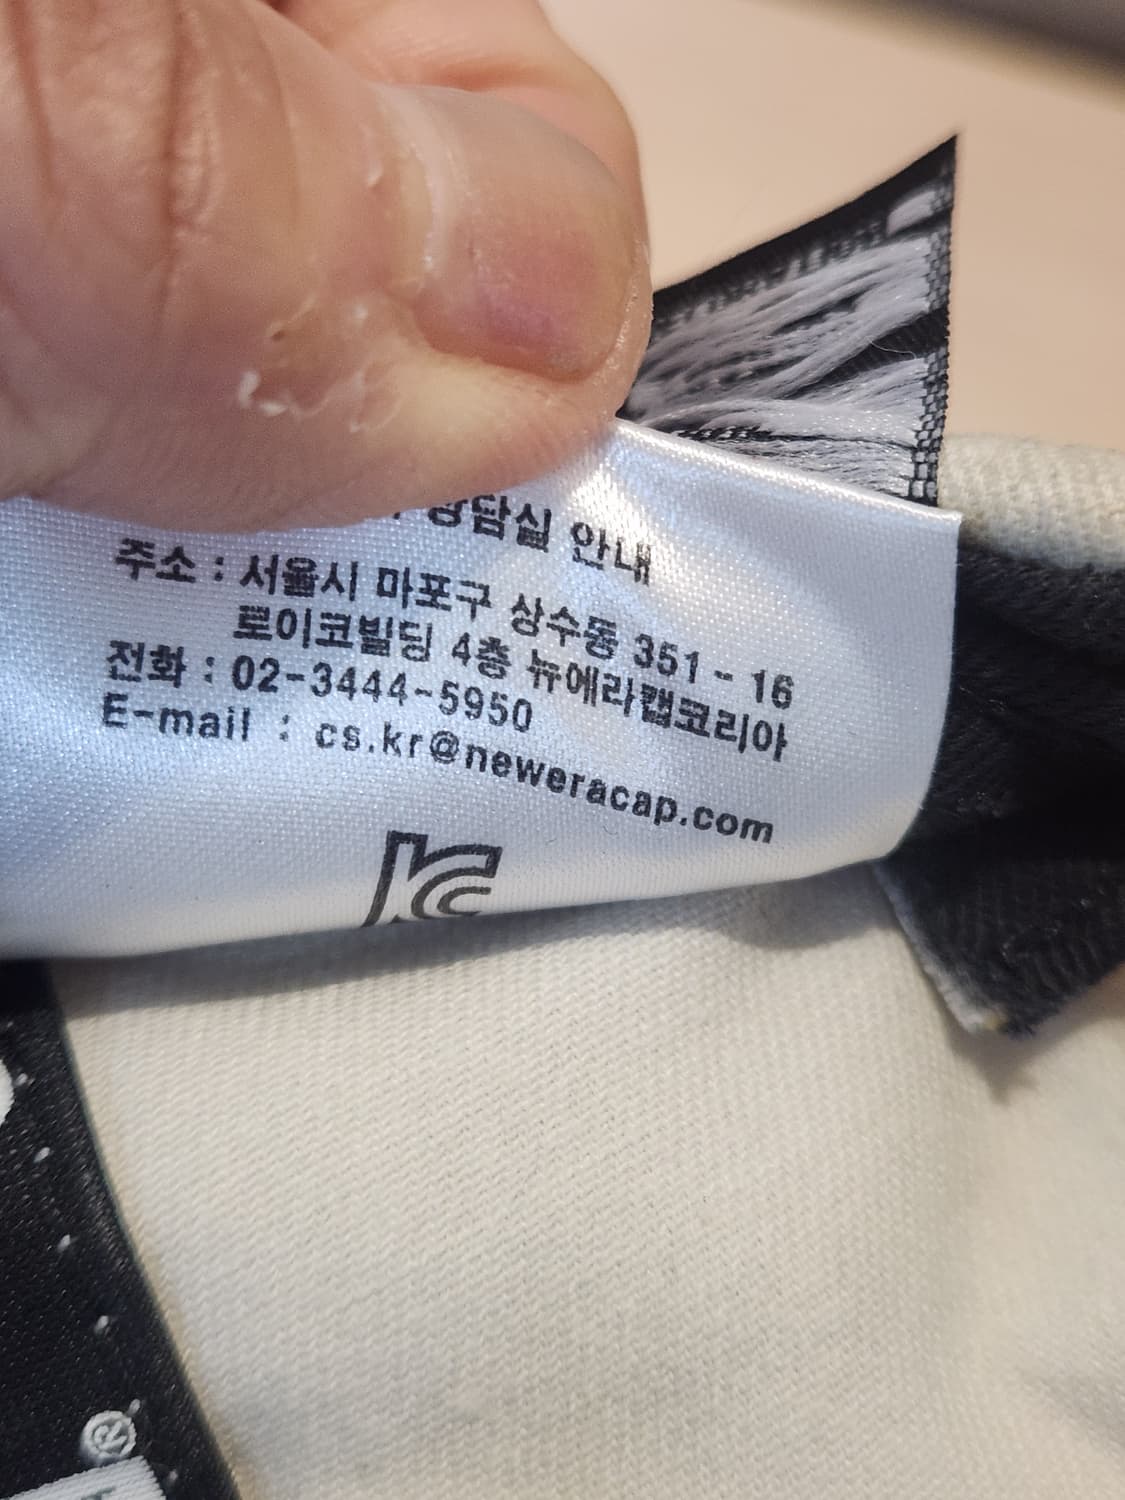 상담실 안내
주소 : 서울시 마포구 상수동 351 - 16
토이코빌딩 4층 뉴에라캡코리아
전화 : 02-3444-5950
E-mail : cs.kr@neweracap.com
KC
®